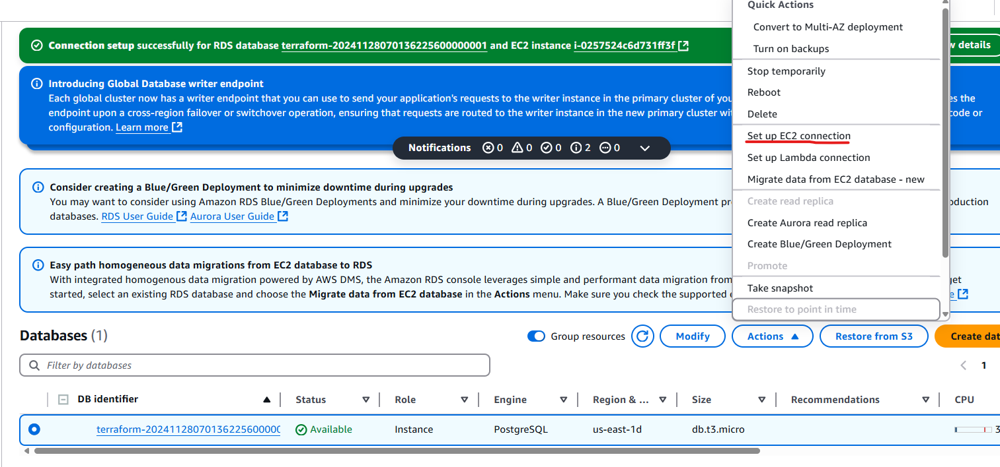 Quick Actions
Convert to Multi-AZ deployment
Turn on backups
Stop temporarily
Reboot
Delete
Set up EC2 connection
Set up Lambda connection
Migrate data from EC2 database - new
Create read replica
Create Aurora read replica
Create Blue/Green Deployment
Promote
Take snapshot
Restore to point in time
Connection setup successfully for RDS database terraform-20241128070136225600000001 and EC2 instance i-0257524c6d731ff3f
details
Introducing Global Database writer endpoint
Each global cluster now has a writer endpoint that you can use to send your application's requests to the writer instance in the primary cluster of you es the
endpoint upon a cross-region failover or switchover operation, ensuring that requests are routed to the writer instance in the new primary cluster wi code or
configuration. Learn more
Notifications 0 0 0 2 0
Consider creating a Blue/Green Deployment to minimize downtime during upgrades
You may want to consider using Amazon RDS Blue/Green Deployments and minimize your downtime during upgrades. A Blue/Green Deployment pr oduction
databases. RDS User Guide Aurora User Guide
Easy path homogeneous data migrations from EC2 database to RDS
With integrated homogenous data migration powered by AWS DMS, the Amazon RDS console leverages simple and performant data migration from get
started, select an existing RDS database and choose the Migrate data from EC2 database in the Actions menu. Make sure you check the supported e e
Databases (1)
Group resources
Modify
Actions
Restore from S3
Create dat
Filter by databases
1
DB identifier Status Role Engine Region & ... Size Recommendations CPU
terraform-2024112807013622560000 Available Instance PostgreSQL us-east-1d db.t3.micro 3